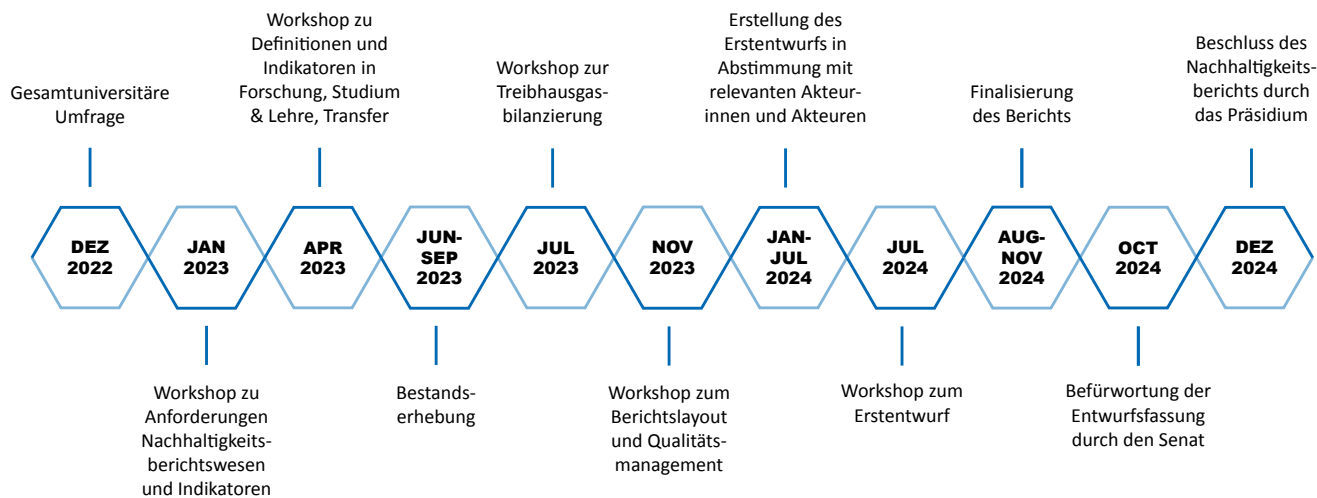 Gesamtuniversitäre
Umfrage
Workshop zu
Definitionen und
Indikatoren in
Forschung, Studium
& Lehre, Transfer
Workshop zur
Treibhausgas-
bilanzierung
Erstellung des
Erstentwurfs in
Abstimmung mit
relevanten Akteur-
innen und Akteuren
Finalisierung
des Berichts
Beschluss des
Nachhaltigkeits-
berichts durch
das Präsidium
DEZ
2022
JAN
2023
APR
2023
JUN-
SEP
2023
JUL
2023
NOV
2023
JAN-
JUL
2024
JUL
2024
AUG-
NOV
2024
OCT
2024
DEZ
2024
Workshop zu
Anforderungen
Nachhaltigkeits-
berichtswesen
und Indikatoren
Bestands-
erhebung
Workshop zum
Berichtslayout
und Qualitäts-
management
Workshop zum
Erstentwurf
Befürwortung der
Entwurfsfassung
durch den Senat